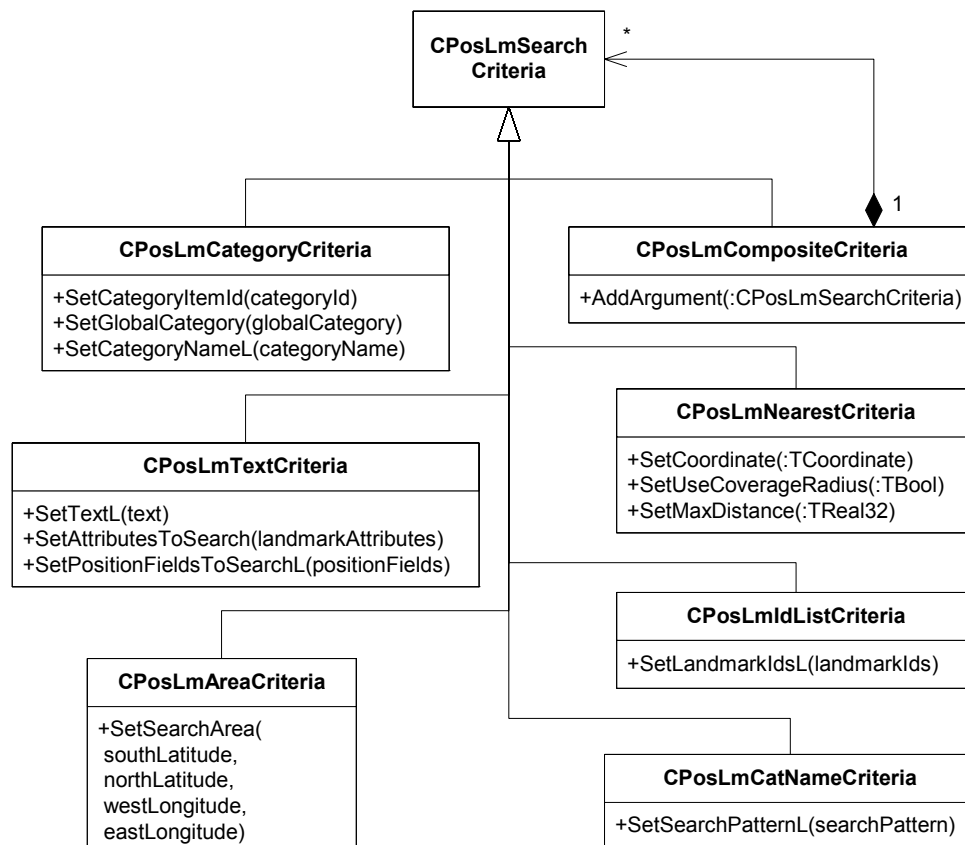 CPosLmSearch
Criteria
*
1
CPosLmCategoryCriteria
+SetCategoryItemId(categoryId)
+SetGlobalCategory(globalCategory)
+SetCategoryNameL(categoryName)
CPosLmCompositeCriteria
+AddArgument(:CPosLmSearchCriteria)
CPosLmNearestCriteria
+SetCoordinate(:TCoordinate)
+SetUseCoverageRadius(:TBool)
+SetMaxDistance(:TReal32)
CPosLmTextCriteria
+SetTextL(text)
+SetAttributesToSearch(landmarkAttributes)
+SetPositionFieldsToSearchL(positionFields)
CPosLmIdListCriteria
+SetLandmarkIdsL(landmarkIds)
CPosLmAreaCriteria
+SetSearchArea(
southLatitude,
northLatitude,
westLongitude,
eastLongitude)
CPosLmCatNameCriteria
+SetSearchPatternL(searchPattern)